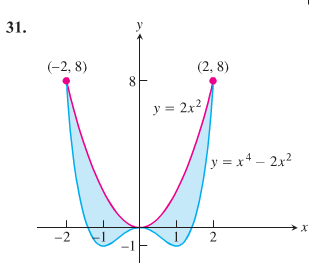 31.
y
(−2, 8)
(2, 8)
8
y = 2x²
y = x⁴ − 2x²
x
−2
−1
1
2
−1